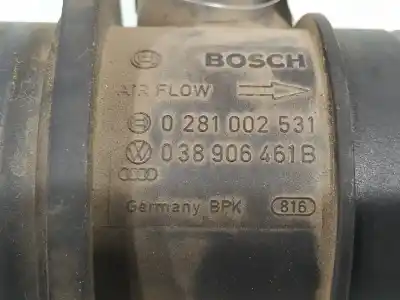 BOSCH
AIR FLOW
0 281 002 531
038 906 461B
Germany BPK 816